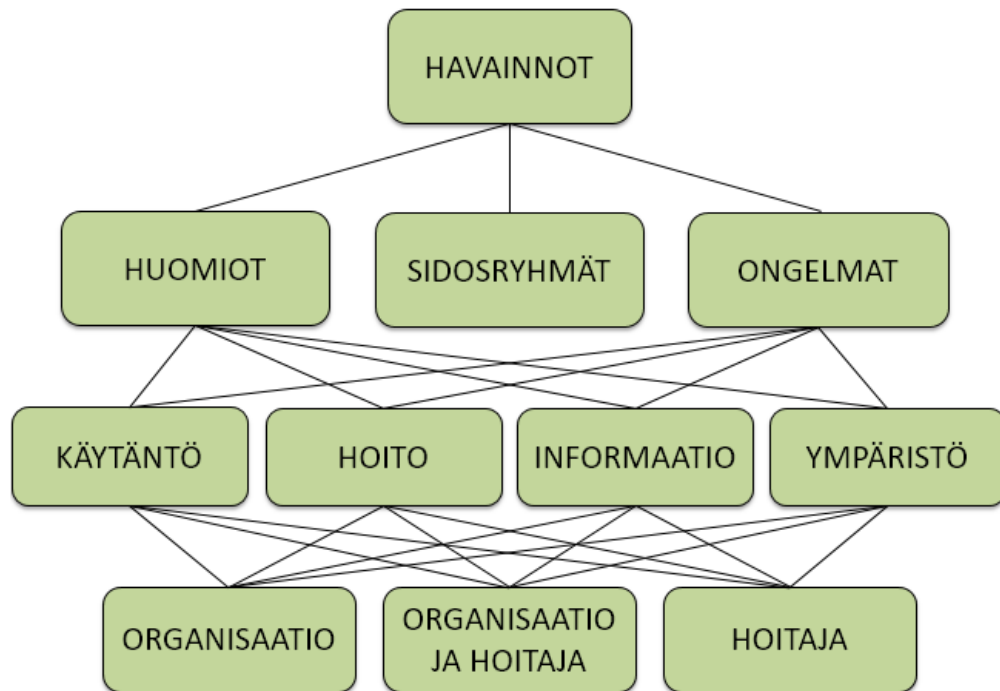 HAVAINNOT
HUOMIOT
SIDOSRYHMÄT
ONGELMAT
KÄYTÄNTÖ
HOITO
INFORMAATIO
YMPÄRISTÖ
ORGANISAATIO
ORGANISAATIO
JA HOITAJA
HOITAJA